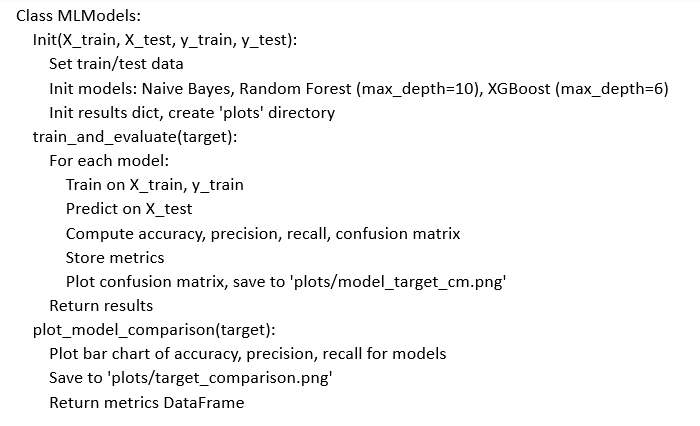 Class MLModels:
Init(X_train, X_test, y_train, y_test):
Set train/test data
Init models: Naive Bayes, Random Forest (max_depth=10), XGBoost (max_depth=6)
Init results dict, create 'plots' directory
train_and_evaluate(target):
For each model:
Train on X_train, y_train
Predict on X_test
Compute accuracy, precision, recall, confusion matrix
Store metrics
Plot confusion matrix, save to 'plots/model_target_cm.png'
Return results
plot_model_comparison(target):
Plot bar chart of accuracy, precision, recall for models
Save to 'plots/target_comparison.png'
Return metrics DataFrame